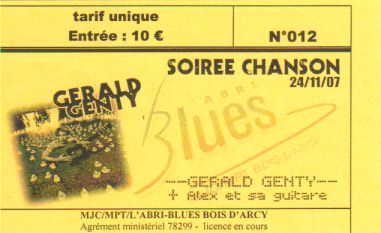 tarif unique
Entrée : 10 €
N°012
SOIREE CHANSON
24/11/07
GERALD GENTY
L'ABRI
Blues
BOIS D'ARCY
---GERALD GENTY---
+ Alex et sa guitare
MJC/MPT/L'ABRI-BLUES BOIS D'ARCY
Agrément ministériel 78299 - licence en cours